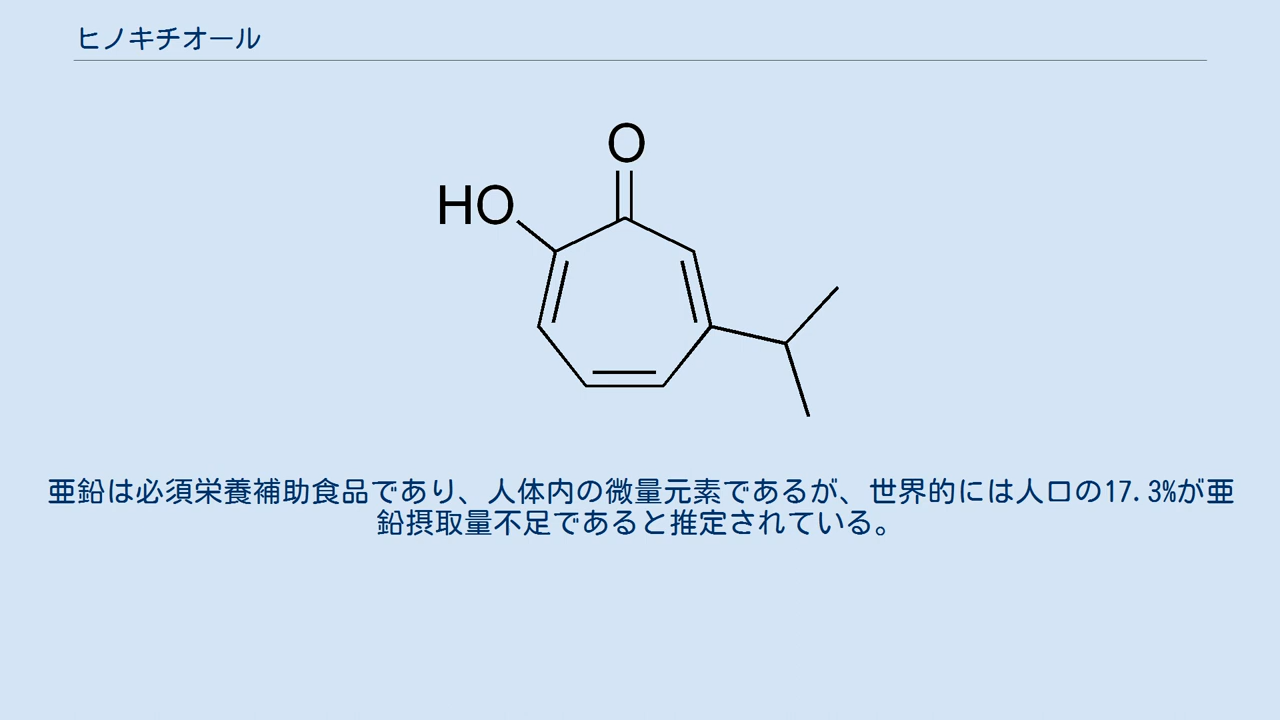 ヒノキチオール
O
HO
亜鉛は必須栄養補助食品であり、人体内の微量元素であるが、世界的には人口の17.3%が亜
鉛摂取量不足であると推定されている。